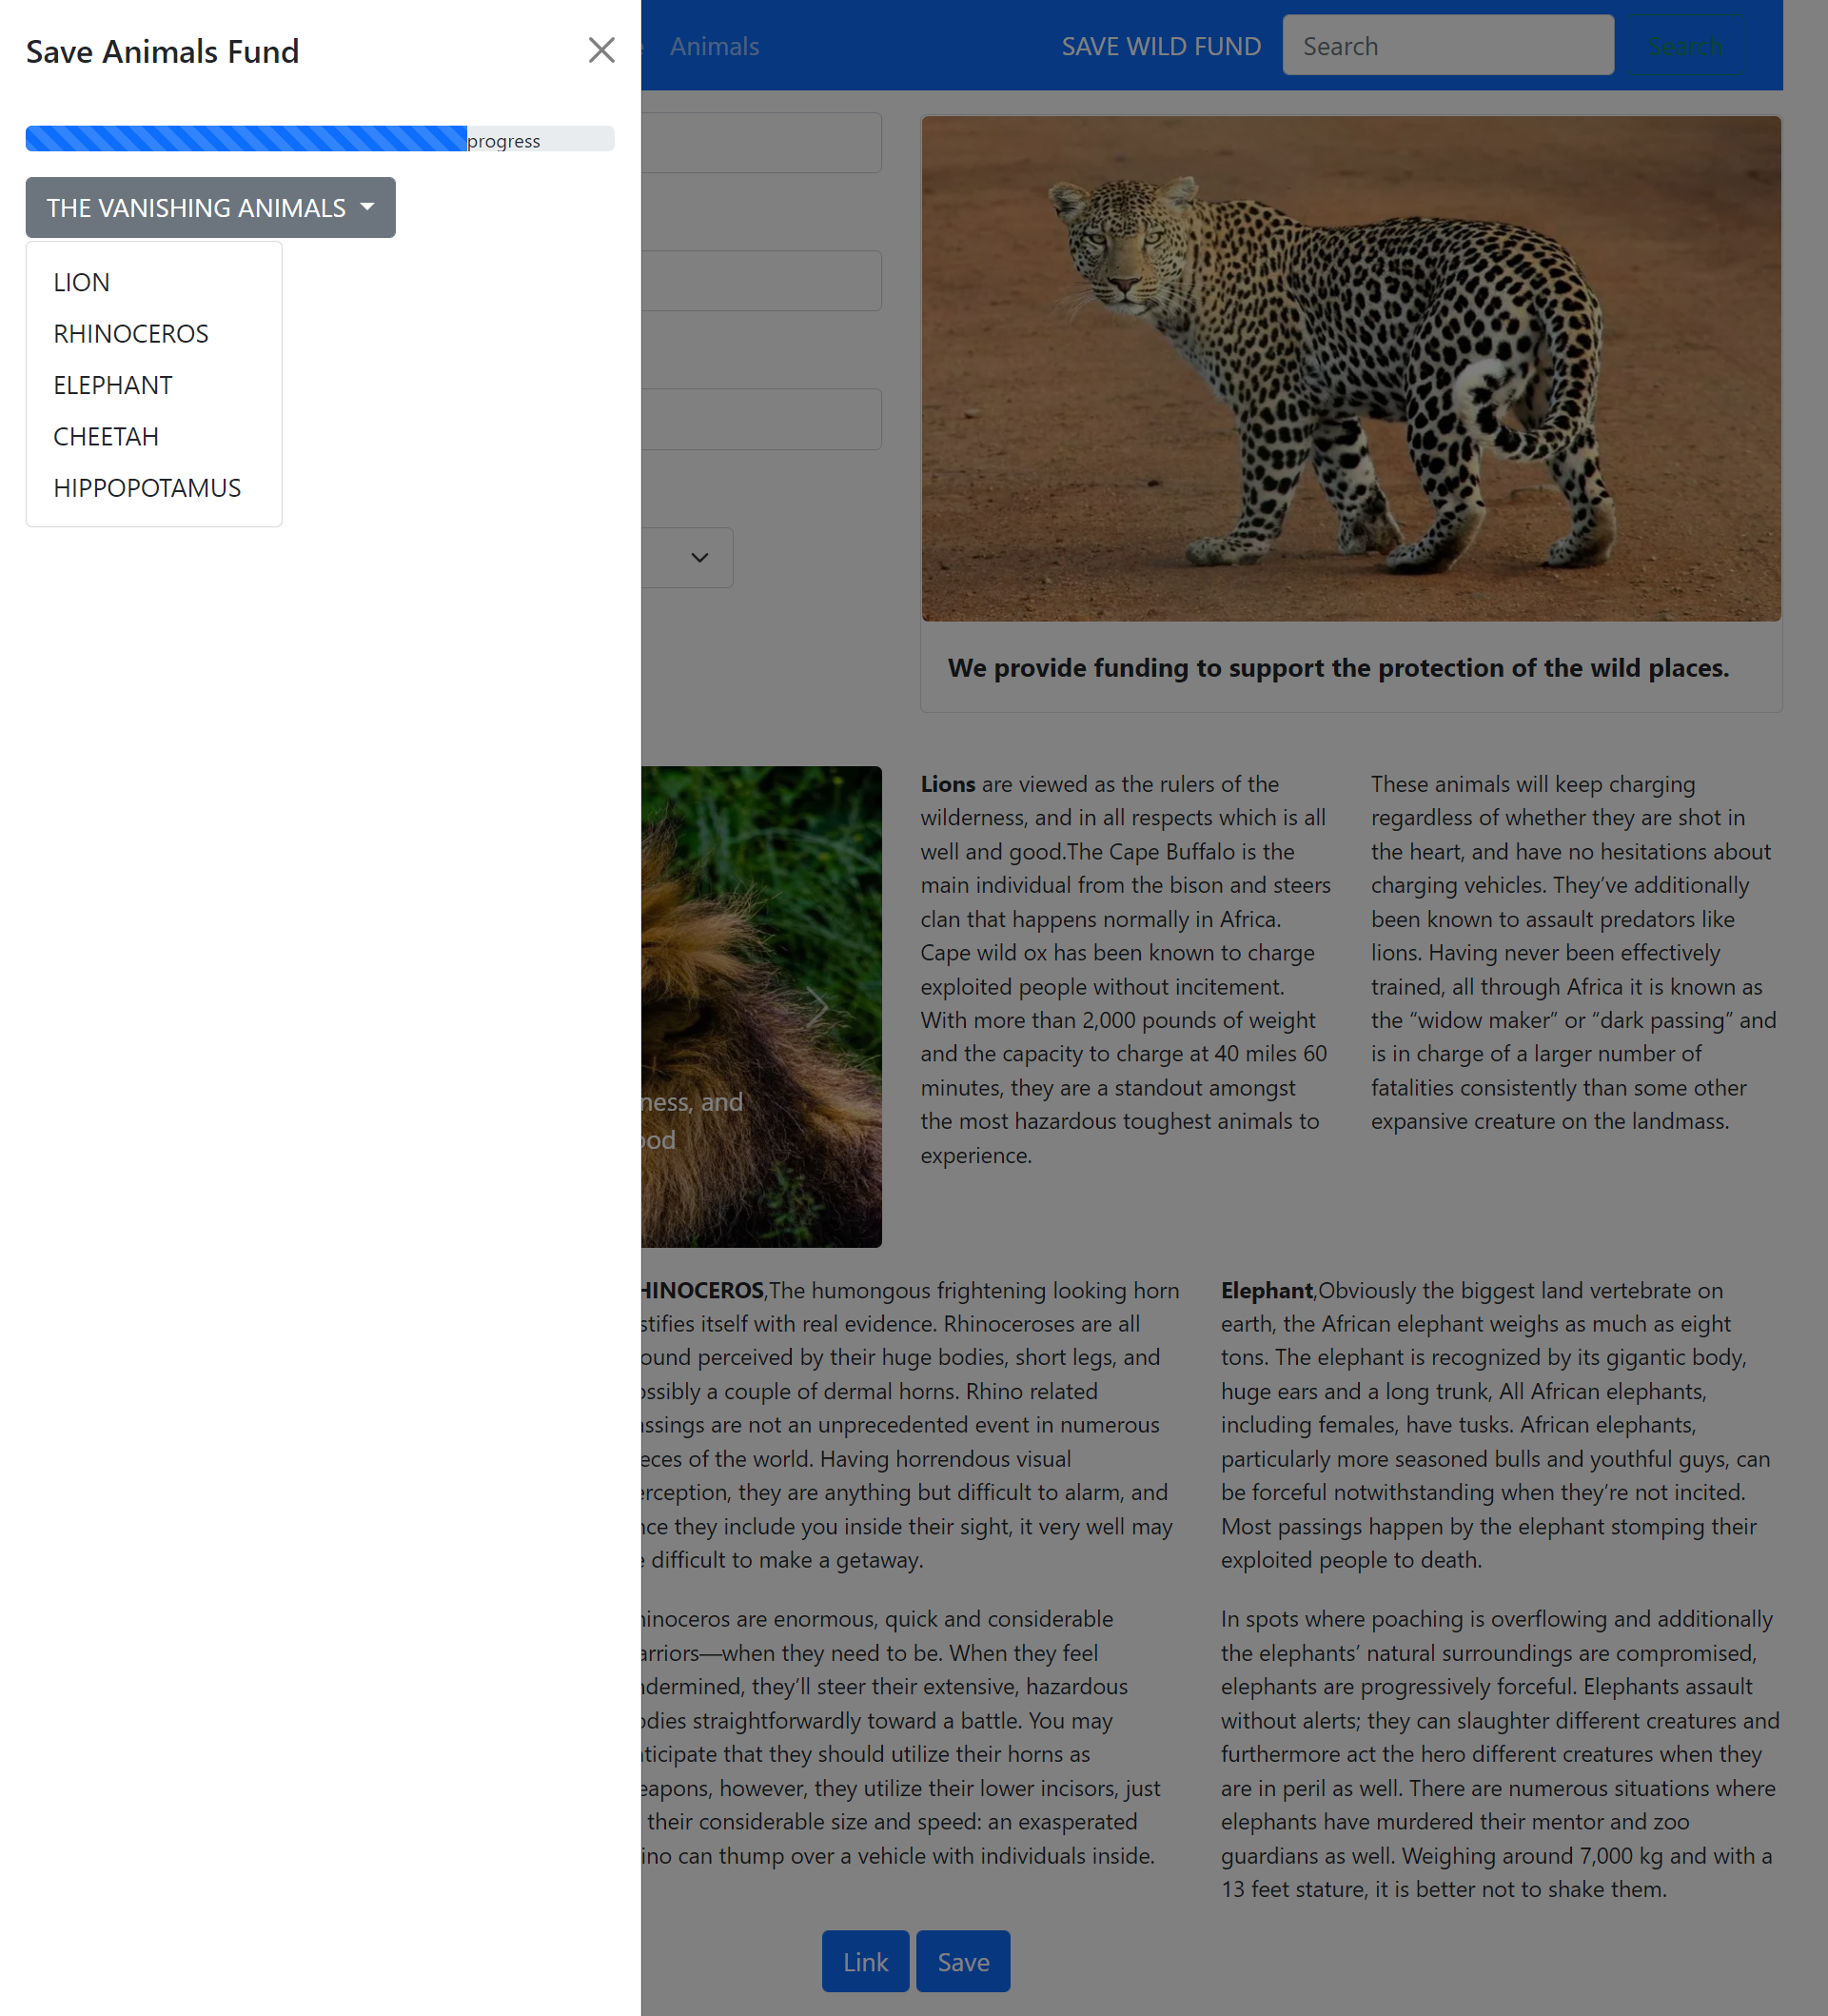 Save Animals Fund
progress
THE VANISHING ANIMALS
LION
RHINOCEROS
ELEPHANT
CHEETAH
HIPPOPOTAMUS
Animals
SAVE WILD FUND
Search
Search
We provide funding to support the protection of the wild places.
ness, and
ood
Lions are viewed as the rulers of the
wilderness, and in all respects which is all
well and good.The Cape Buffalo is the
main individual from the bison and steers
clan that happens normally in Africa.
Cape wild ox has been known to charge
exploited people without incitement.
With more than 2,000 pounds of weight
and the capacity to charge at 40 miles 60
minutes, they are a standout amongst
the most hazardous toughest animals to
experience.
These animals will keep charging
regardless of whether they are shot in
the heart, and have no hesitations about
charging vehicles. They’ve additionally
been known to assault predators like
lions. Having never been effectively
trained, all through Africa it is known as
the “widow maker” or “dark passing” and
is in charge of a larger number of
fatalities consistently than some other
expansive creature on the landmass.
HINOCEROS,The humongous frightening looking horn
stifies itself with real evidence. Rhinoceroses are all
ound perceived by their huge bodies, short legs, and
ossibly a couple of dermal horns. Rhino related
assings are not an unprecedented event in numerous
eces of the world. Having horrendous visual
erception, they are anything but difficult to alarm, and
nce they include you inside their sight, it very well may
e difficult to make a getaway.
hinoceros are enormous, quick and considerable
arriors—when they need to be. When they feel
ndermined, they’ll steer their extensive, hazardous
odies straightforwardly toward a battle. You may
nticipate that they should utilize their horns as
eapons, however, they utilize their lower incisors, just
their considerable size and speed: an exasperated
ino can thump over a vehicle with individuals inside.
Elephant,Obviously the biggest land vertebrate on
earth, the African elephant weighs as much as eight
tons. The elephant is recognized by its gigantic body,
huge ears and a long trunk, All African elephants,
including females, have tusks. African elephants,
particularly more seasoned bulls and youthful guys, can
be forceful notwithstanding when they’re not incited.
Most passings happen by the elephant stomping their
exploited people to death.
In spots where poaching is overflowing and additionally
the elephants’ natural surroundings are compromised,
elephants are progressively forceful. Elephants assault
without alerts; they can slaughter different creatures and
furthermore act the hero different creatures when they
are in peril as well. There are numerous situations where
elephants have murdered their mentor and zoo
guardians as well. Weighing around 7,000 kg and with a
13 feet stature, it is better not to shake them.
Link
Save